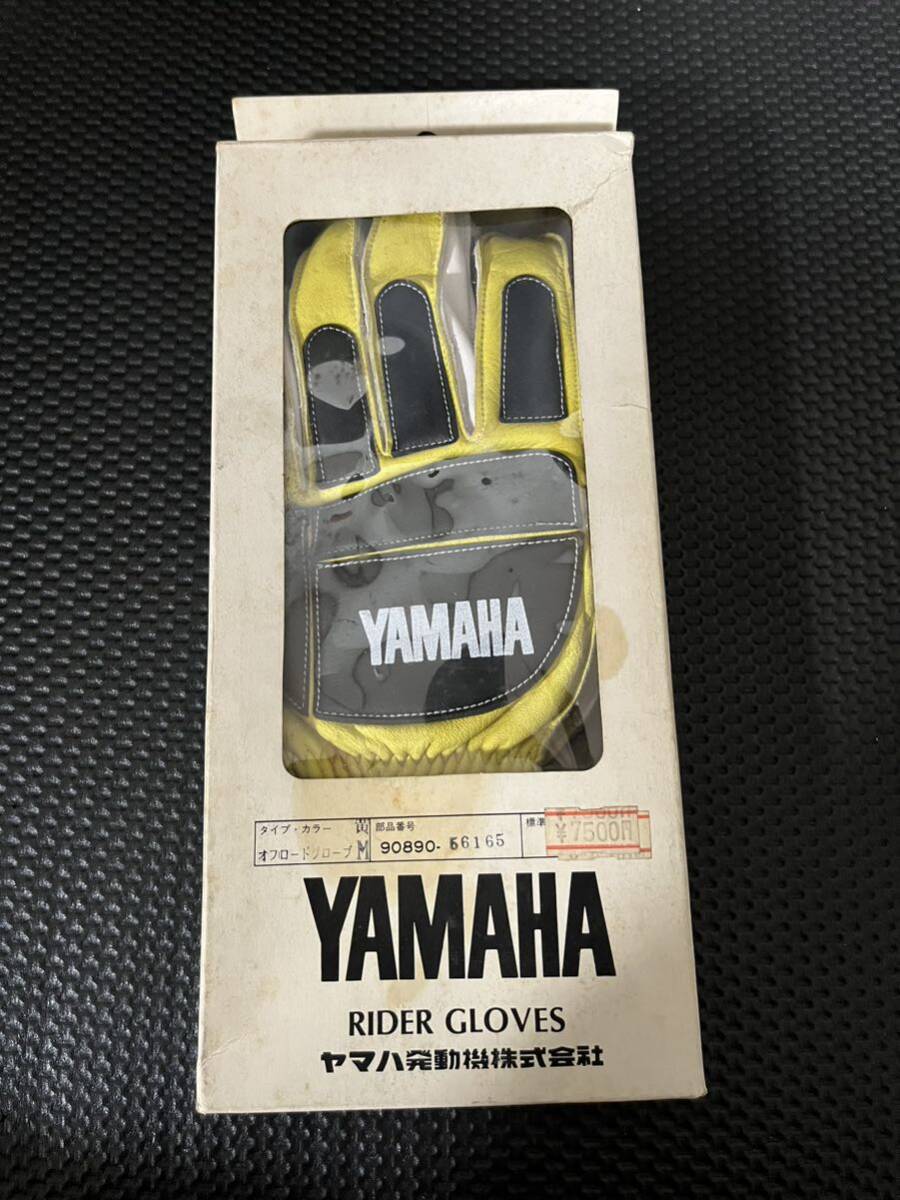 YAMAHA
タイプ・カラー 黄 部品番号 標準
¥7500円
オフロードグローブ M 90890-56165
YAMAHA
RIDER GLOVES
ヤマハ発動機株式会社